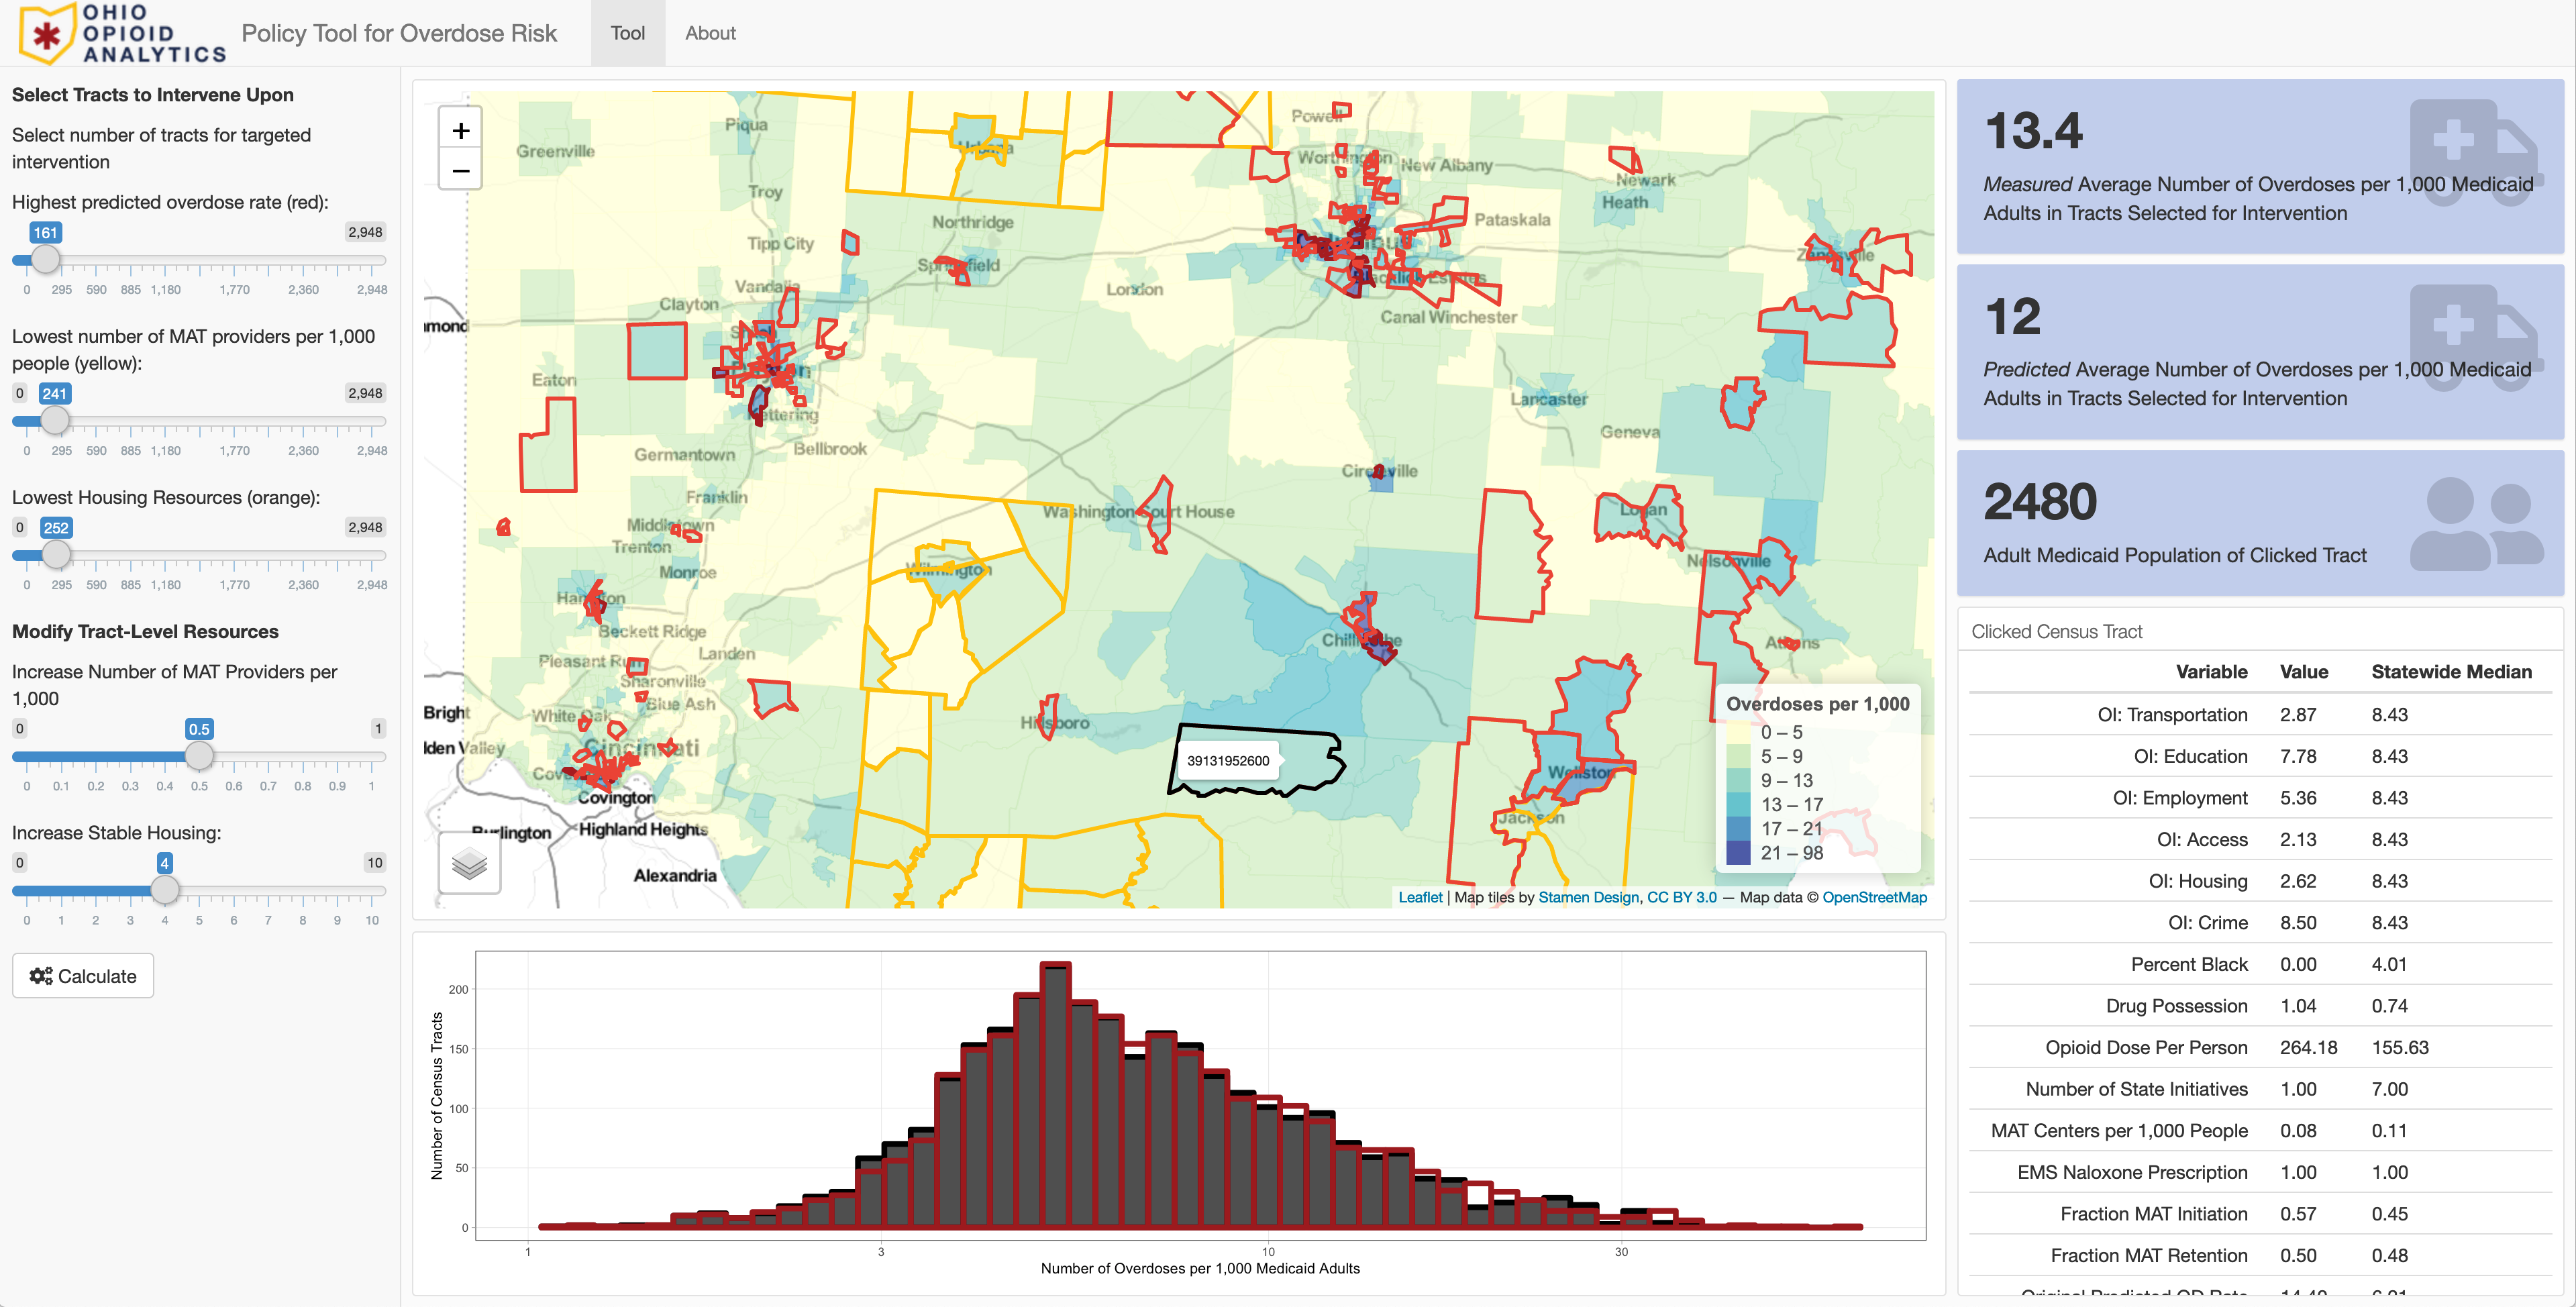 OHIO
OPIOID
ANALYTICS
Policy Tool for Overdose Risk
Tool
About
Select Tracts to Intervene Upon
Select number of tracts for targeted
intervention
Highest predicted overdose rate (red):
161
2,948
0 295 590 885 1,180 1,770 2,360 2,948
Lowest number of MAT providers per 1,000
people (yellow):
0 241 2,948
0 295 590 885 1,180 1,770 2,360 2,948
Lowest Housing Resources (orange):
0 252 2,948
0 295 590 885 1,180 1,770 2,360 2,948
Modify Tract-Level Resources
Increase Number of MAT Providers per
1,000
0 0.5 1
0 0.1 0.2 0.3 0.4 0.5 0.6 0.7 0.8 0.9 1
Increase Stable Housing:
0 4 10
0 1 2 3 4 5 6 7 8 9 10
Calculate
+
−
Piqua
Powell
Greenville
Worthington
New Albany
Newark
Troy
Heath
Northridge
Pataskala
Tipp City
Springfield
Zanesville
Vandalia
London
Clayton
Canal Winchester
Eaton
Lancaster
Kettering
Geneva
Bellbrook
Germantown
Circleville
Franklin
Washington Court House
Logan
Middletown
Trenton
Nelsonville
Monroe
Wilmington
Hamilton
Beckett Ridge
Chillicothe
Athens
Landen
Pleasant Run
Sharonville
Blue Ash
Bright
White Oak
Hillsboro
Cincinnati
39131952600
Wellston
Covington
Burlington
Highland Heights
Jackson
Alexandria
Overdoses per 1,000
0 – 5
5 – 9
9 – 13
13 – 17
17 – 21
21 – 98
Leaflet | Map tiles by Stamen Design, CC BY 3.0 — Map data © OpenStreetMap
Number of Census Tracts
200
150
100
50
0
1 3 10 30
Number of Overdoses per 1,000 Medicaid Adults
13.4
Measured Average Number of Overdoses per 1,000 Medicaid
Adults in Tracts Selected for Intervention
12
Predicted Average Number of Overdoses per 1,000 Medicaid
Adults in Tracts Selected for Intervention
2480
Adult Medicaid Population of Clicked Tract
Clicked Census Tract
Variable Value Statewide Median
OI: Transportation 2.87 8.43
OI: Education 7.78 8.43
OI: Employment 5.36 8.43
OI: Access 2.13 8.43
OI: Housing 2.62 8.43
OI: Crime 8.50 8.43
Percent Black 0.00 4.01
Drug Possession 1.04 0.74
Opioid Dose Per Person 264.18 155.63
Number of State Initiatives 1.00 7.00
MAT Centers per 1,000 People 0.08 0.11
EMS Naloxone Prescription 1.00 1.00
Fraction MAT Initiation 0.57 0.45
Fraction MAT Retention 0.50 0.48